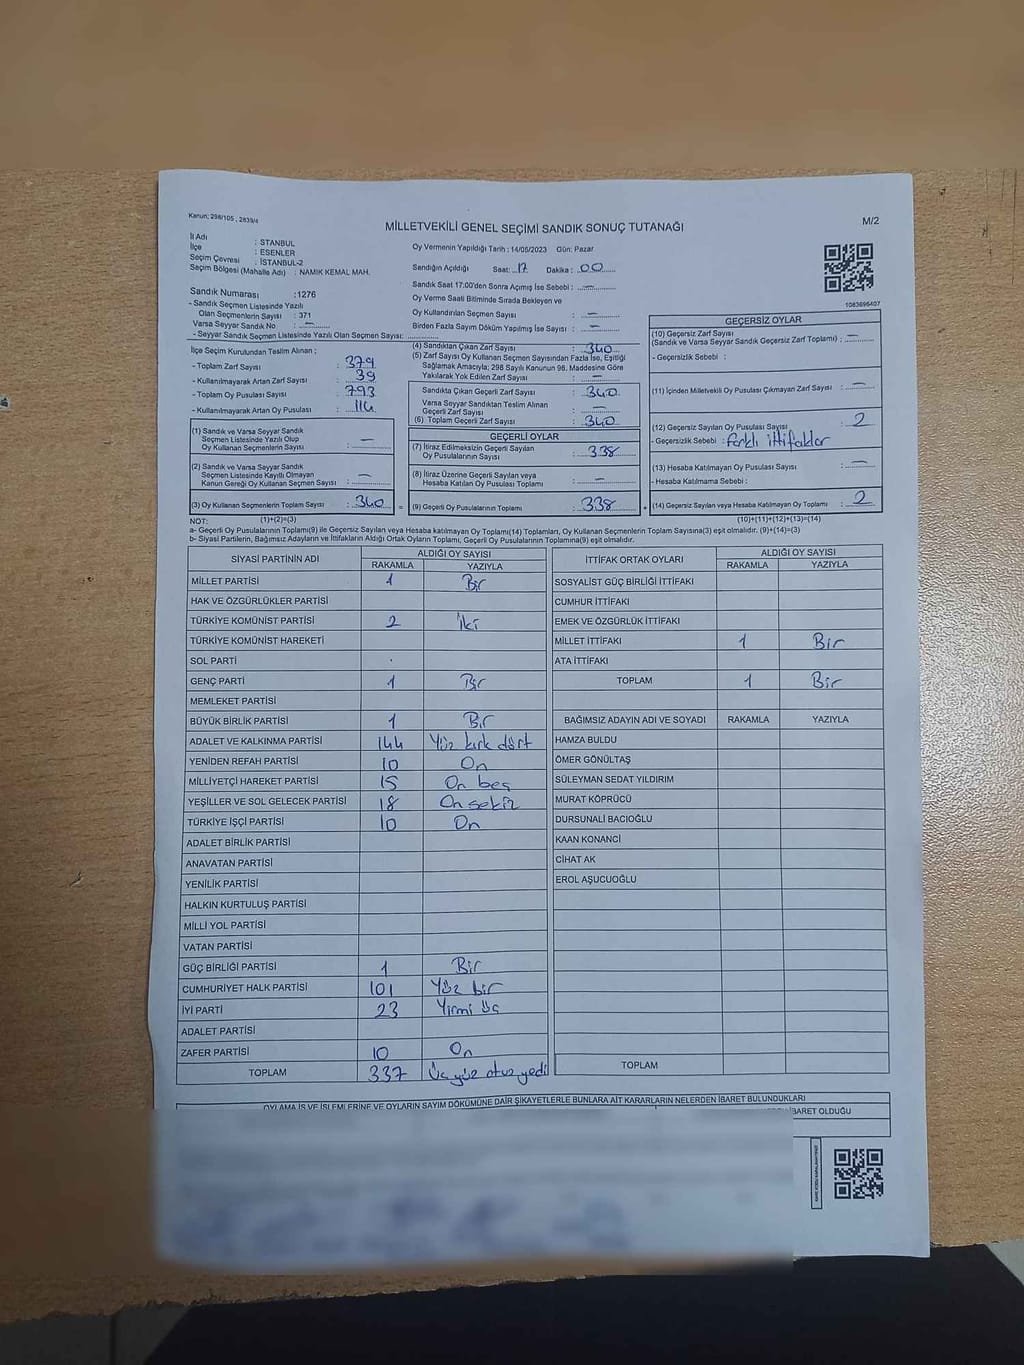 Kanun; 298/105 , 2839/4
M/2
MİLLETVEKİLİ GENEL SEÇİMİ SANDIK SONUÇ TUTANAĞI
İl Adı : İSTANBUL
İlçe : ESENLER
Seçim Çevresi : İSTANBUL-2
Seçim Bölgesi (Mahalle Adı) : NAMIK KEMAL MAH.
Sandık Numarası :1276
- Sandık Seçmen Listesinde Yazılı
Olan Seçmenlerin Sayısı : 371
Varsa Seyyar Sandık No : —
- Seyyar Sandık Seçmen Listesinde Yazılı Olan Seçmen Sayısı:
Oy Vermenin Yapıldığı Tarih : 14/05/2023 Gün: Pazar
Sandığın Açıldığı Saat: 17 Dakika : 00
Sandık Saat 17:00'den Sonra Açılmış İse Sebebi : —
Oy Verme Saati Bitiminde Sırada Bekleyen ve
Oy Kullandırılan Seçmen Sayısı : —
Birden Fazla Sayım Döküm Yapılmış İse Sayısı : —
1083696407
İlçe Seçim Kurulundan Teslim Alınan ;
- Toplam Zarf Sayısı : 379
- Kullanılmayarak Artan Zarf Sayısı : 39
- Toplam Oy Pusulası : 793
- Kullanılmayarak Artan Oy Pusulası : 114
(1) Sandık ve Varsa Seyyar Sandık
Seçmen Listesinde Yazılı Olup
Oy Kullanan Seçmenlerin Sayısı : —
(2) Sandık ve Varsa Seyyar Sandık
Seçmen Listesinde Kayıtlı Olmayan
Kanun Gereği Oy Kullanan Seçmen Sayısı : —
(3) Oy Kullanan Seçmenlerin Toplam Sayısı : 340
(4) Sandıktan Çıkan Zarf Sayısı : 340
(5) Zarf Sayısı Oy Kullanan Seçmen Sayısından Fazla İse, Eşitliği
Sağlamak Amacıyla; 298 Sayılı Kanunun 98. Maddesine Göre
Yakılarak Yok Edilen Zarf Sayısı : —
Sandıkta Çıkan Geçerli Zarf Sayısı : 340
Varsa Seyyar Sandıktan Teslim Alınan
Geçerli Zarf Sayısı : —
(6) Toplam Geçerli Zarf Sayısı : 340
GEÇERLİ OYLAR
(7) İtiraz Edilmeksizin Geçerli Sayılan
Oy Pusulalarının Sayısı : 338
(8) İtiraz Üzerine Geçerli Sayılan veya
Hesaba Katılan Oy Pusulası Toplamı : —
= (9) Geçerli Oy Pusulalarının Toplamı : 338
GEÇERSİZ OYLAR
(10) Geçersiz Zarf Sayısı
(Sandık ve Varsa Seyyar Sandık Geçersiz Zarf Toplamı) : —
- Geçersizlik Sebebi :
(11) İçinden Milletvekili Oy Pusulası Çıkmayan Zarf Sayısı : —
(12) Geçersiz Sayılan Oy Pusulası Sayısı : 2
- Geçersizlik Sebebi : Farklı ittifaklar
(13) Hesaba Katılmayan Oy Pusulası Sayısı : —
- Hesaba Katılmama Sebebi :
+ (14) Geçersiz Sayılan veya Hesaba Katılmayan Oy Toplamı : 2
NOT: (1)+(2)=(3) (10)+(11)+(12)+(13)=(14)
a- Geçerli Oy Pusulalarının Toplamı(9) ile Geçersiz Sayılan veya Hesaba katılmayan Oy Toplamı(14) Toplamları, Oy Kullanan Seçmenlerin Toplam Sayısına(3) eşit olmalıdır. (9)+(14)=(3)
b- Siyasi Partilerin, Bağımsız Adayların ve İttifakların Aldığı Ortak Oyların Toplamı, Geçerli Oy Pusulalarının Toplamına(9) eşit olmalıdır.
SİYASİ PARTİNİN ADI ALDIĞI OY SAYISI
RAKAMLA YAZIYLA
MİLLET PARTİSİ 1 Bir
HAK VE ÖZGÜRLÜKLER PARTİSİ
TÜRKİYE KOMÜNİST PARTİSİ 2 İki
TÜRKİYE KOMÜNİST HAREKETİ
SOL PARTİ
GENÇ PARTİ 1 Bir
MEMLEKET PARTİSİ
BÜYÜK BİRLİK PARTİSİ 1 Bir
ADALET VE KALKINMA PARTİSİ 144 Yüz kırk dört
YENİDEN REFAH PARTİSİ 10 On
MİLLİYETÇİ HAREKET PARTİSİ 15 On beş
YEŞİLLER VE SOL GELECEK PARTİSİ 18 On sekiz
TÜRKİYE İŞÇİ PARTİSİ 10 On
ADALET BİRLİK PARTİSİ
ANAVATAN PARTİSİ
YENİLİK PARTİSİ
HALKIN KURTULUŞ PARTİSİ
MİLLİ YOL PARTİSİ
VATAN PARTİSİ
GÜÇ BİRLİĞİ PARTİSİ 1 Bir
CUMHURİYET HALK PARTİSİ 101 Yüz bir
İYİ PARTİ 23 Yirmi üç
ADALET PARTİSİ
ZAFER PARTİSİ 10 On
TOPLAM 337 Üçyüz otuz yedi
İTTİFAK ORTAK OYLARI ALDIĞI OY SAYISI
RAKAMLA YAZIYLA
SOSYALİST GÜÇ BİRLİĞİ İTTİFAKI
CUMHUR İTTİFAKI
EMEK VE ÖZGÜRLÜK İTTİFAKI
MİLLET İTTİFAKI 1 Bir
ATA İTTİFAKI
TOPLAM 1 Bir
BAĞIMSIZ ADAYIN ADI VE SOYADI RAKAMLA YAZIYLA
HAMZA BULDU
ÖMER GÖNÜLTAŞ
SÜLEYMAN SEDAT YILDIRIM
MURAT KÖPRÜCÜ
DURSUNALİ BACIOĞLU
KAAN KONANCİ
CİHAT AK
EROL AŞUCUOĞLU
TOPLAM
OYLAMA İŞ VE İŞLEMLERİNE VE OYLARIN SAYIM DÖKÜMÜNE DAİR ŞİKAYETLERLE BUNLARA AİT KARARLARIN NELERDEN İBARET BULUNDUKLARI
İBARET OLDUĞU